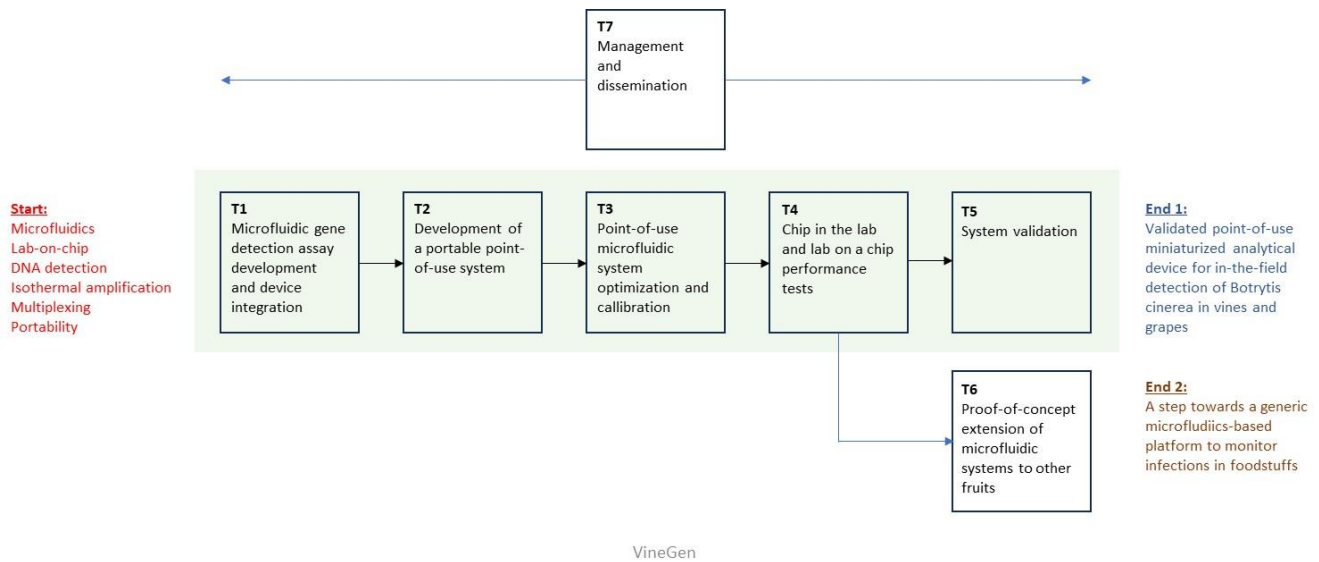 T7
Management
and
dissemination
Start:
Microfluidics
Lab-on-chip
DNA detection
Isothermal amplification
Multiplexing
Portability
T1
Microfluidic gene
detection assay
development
and device
integration
T2
Development of
a portable point-
of-use system
T3
Point-of-use
microfluidic
system
optimization and
callibration
T4
Chip in the lab
and lab on a chip
performance
tests
T5
System validation
End 1:
Validated point-of-use
miniaturized analytical
device for in-the-field
detection of Botrytis
cinerea in vines and
grapes
T6
Proof-of-concept
extension of
microfluidic
systems to other
fruits
End 2:
A step towards a generic
microfludiics-based
platform to monitor
infections in foodstuffs
VineGen